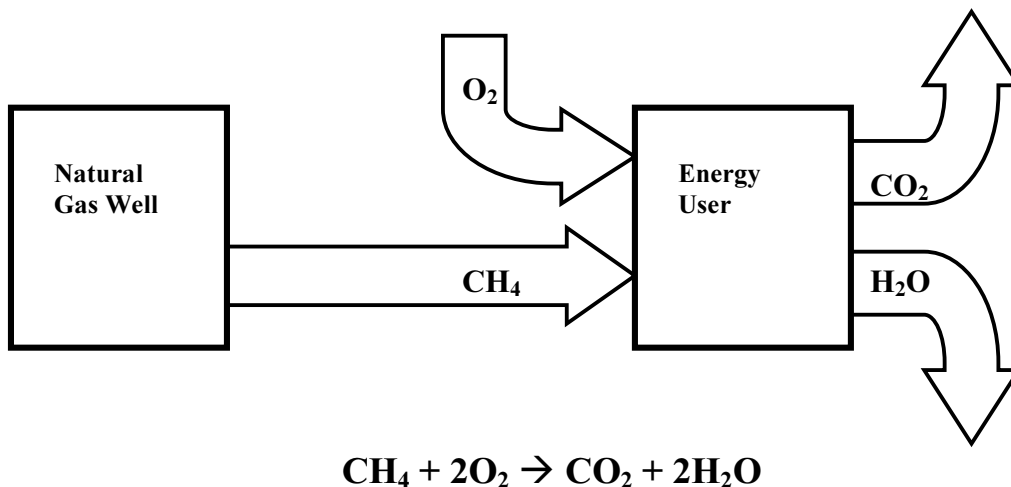 O₂
Natural
Gas Well
Energy
User
CO₂
CH₄
H₂O
CH₄ + 2O₂ → CO₂ + 2H₂O